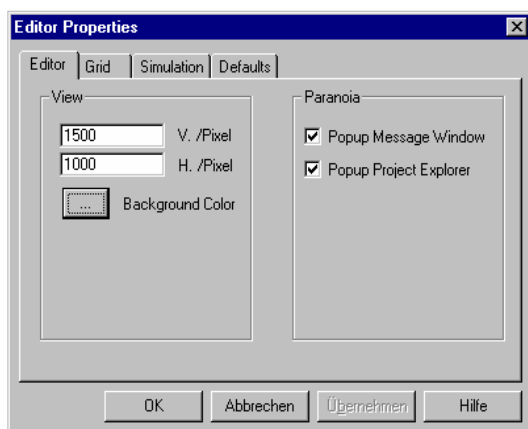 Editor Properties
Editor Grid Simulation Defaults
View
1500 V. /Pixel
1000 H. /Pixel
... Background Color
Paranoia
Popup Message Window
Popup Project Explorer
OK Abbrechen Übernehmen Hilfe